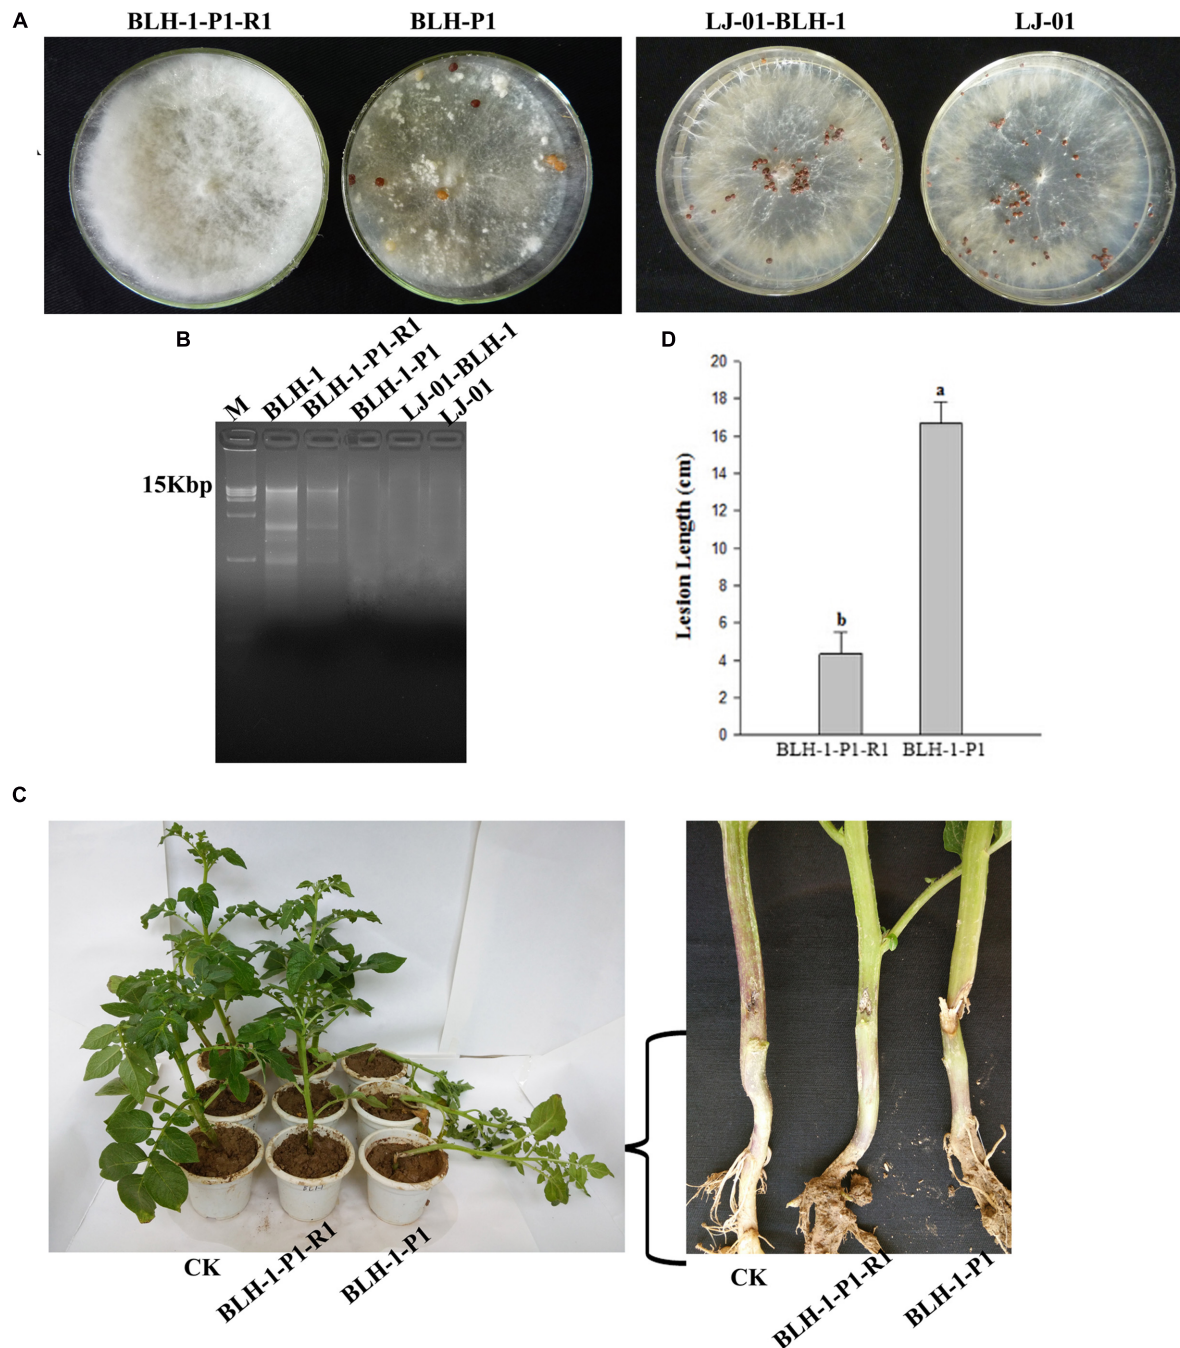 A
BLH-1-P1-R1
BLH-P1
LJ-01-BLH-1
LJ-01
B
M
BLH-1
BLH-1-P1-R1
BLH-1-P1
LJ-01-BLH-1
LJ-01
15Kbp
D
20
18
16
14
12
10
8
6
4
2
0
Lesion Length (cm)
b
a
BLH-1-P1-R1
BLH-1-P1
C
CK
BLH-1-P1-R1
BLH-1-P1
CK
BLH-1-P1-R1
BLH-1-P1